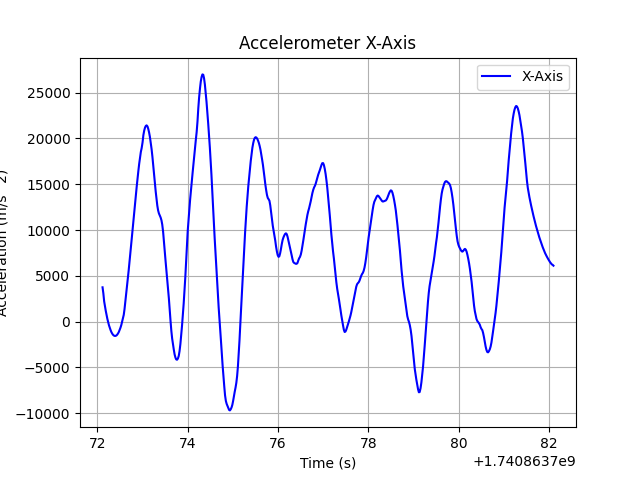 Accelerometer X-Axis
X-Axis
25000
20000
15000
10000
5000
0
−5000
−10000
Acceleration (m/s^2)
72
74
76
78
80
82
Time (s)
+1.7408637e9